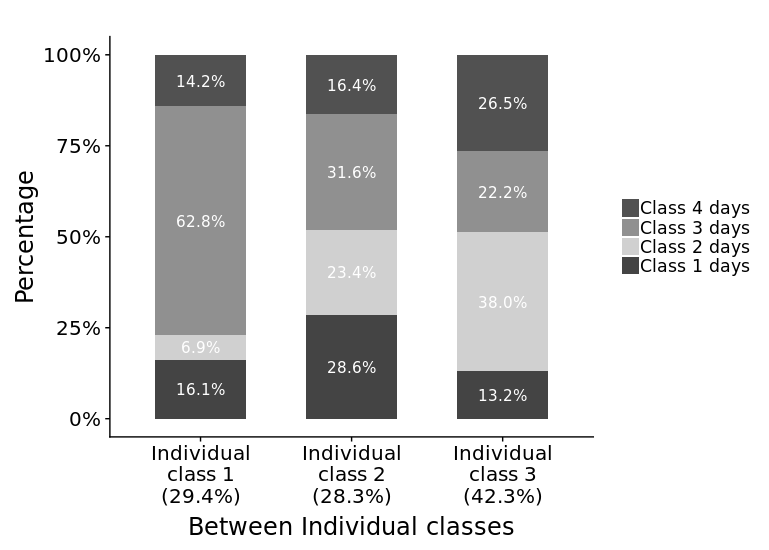 100%
75%
50%
25%
0%
Percentage
14.2%
62.8%
6.9%
16.1%
16.4%
31.6%
23.4%
28.6%
26.5%
22.2%
38.0%
13.2%
Class 4 days
Class 3 days
Class 2 days
Class 1 days
Individual
class 1
(29.4%)
Individual
class 2
(28.3%)
Individual
class 3
(42.3%)
Between Individual classes